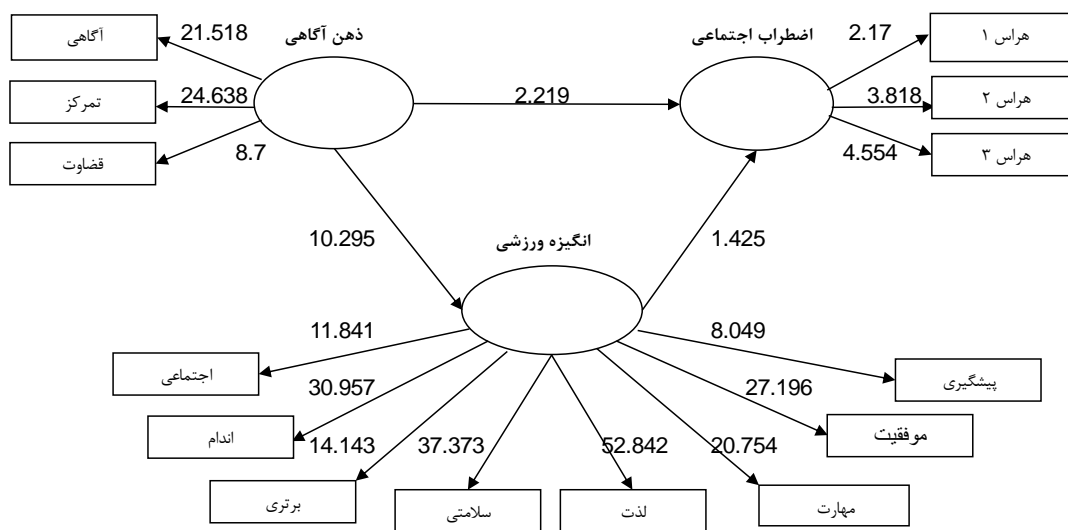 ذهن آگاهی
اضطراب اجتماعی
آگاهی
21.518
2.17
هراس ۱
تمرکز
24.638
2.219
3.818
هراس ۲
قضاوت
8.7
4.554
هراس ۳
10.295
انگیزه ورزشی
1.425
11.841
8.049
اجتماعی
پیشگیری
30.957
27.196
اندام
موفقیت
14.143
37.373
52.842
20.754
برتری
سلامتی
لذت
مهارت